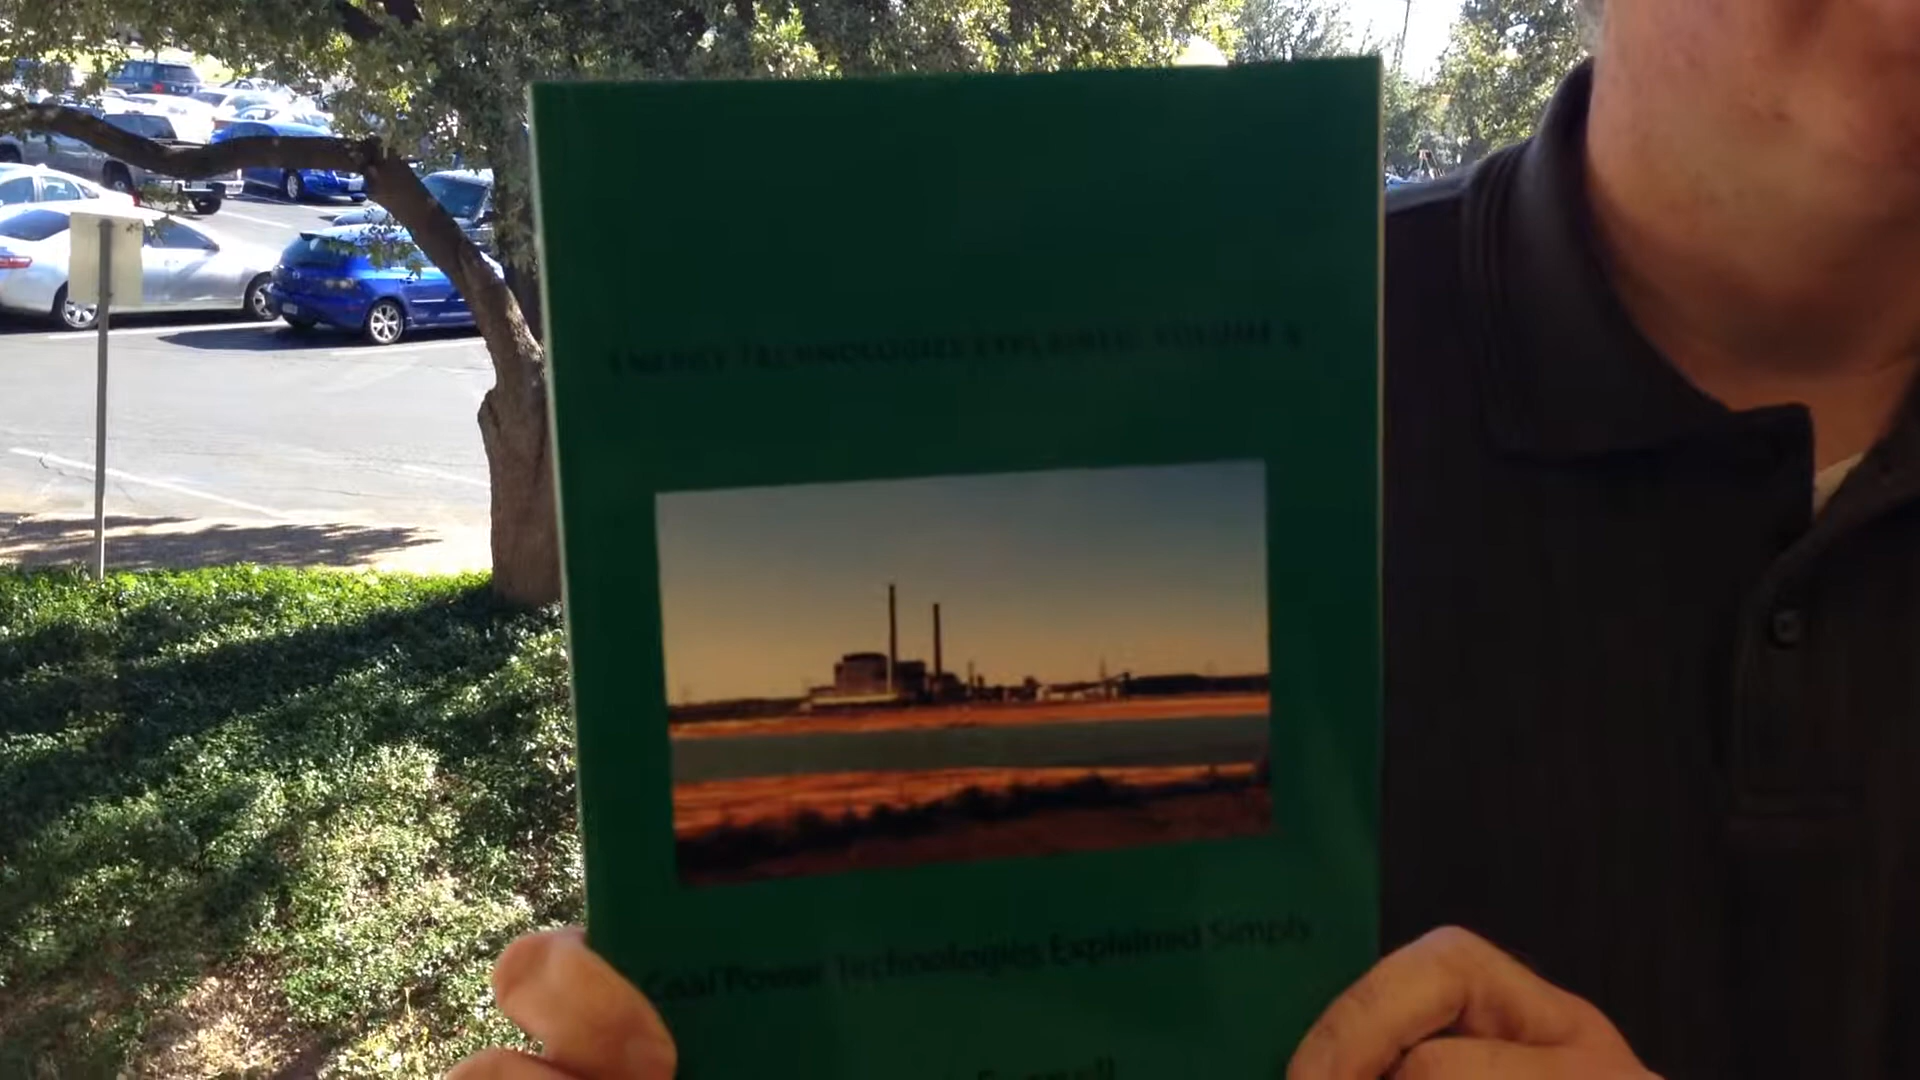 ENERGY TECHNOLOGIES EXPLAINED VOLUME
Coal Power Technologies Explained Simply